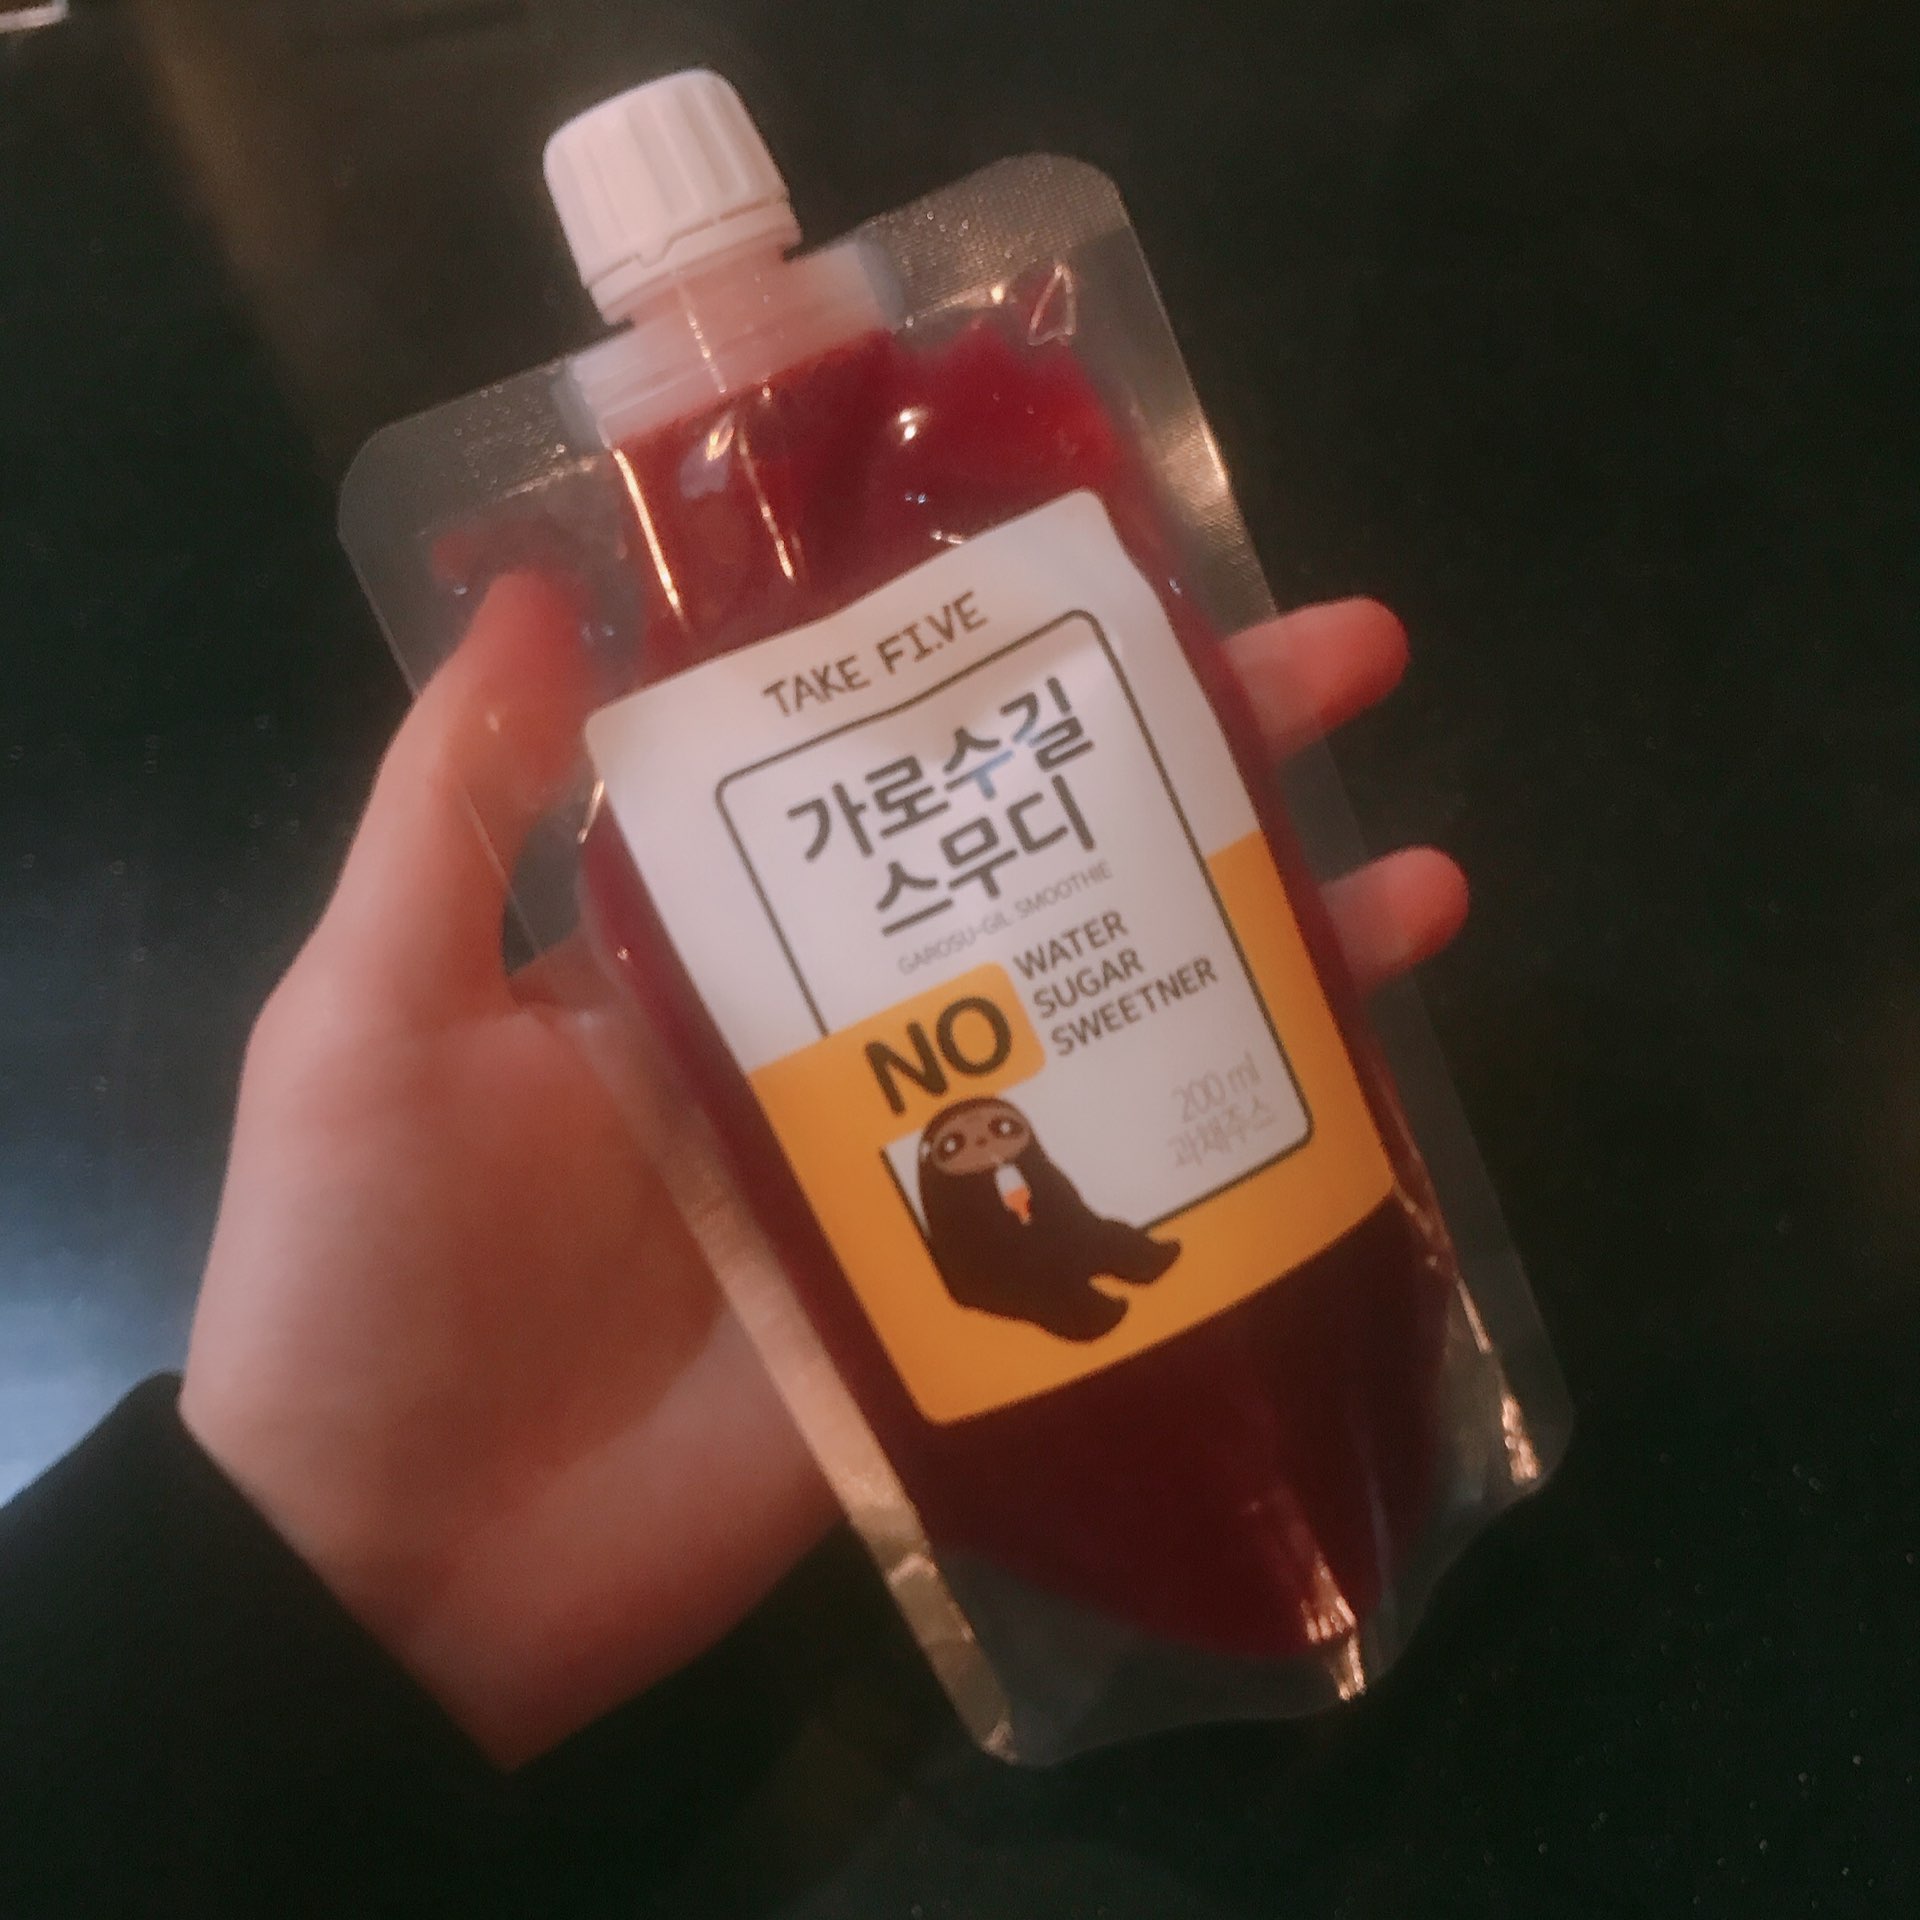 TAKE FI.VE
가로수길
스무디
GAROSU-GIL SMOOTHIE
NO
WATER
SUGAR
SWEETNER
200 ml
과채주스